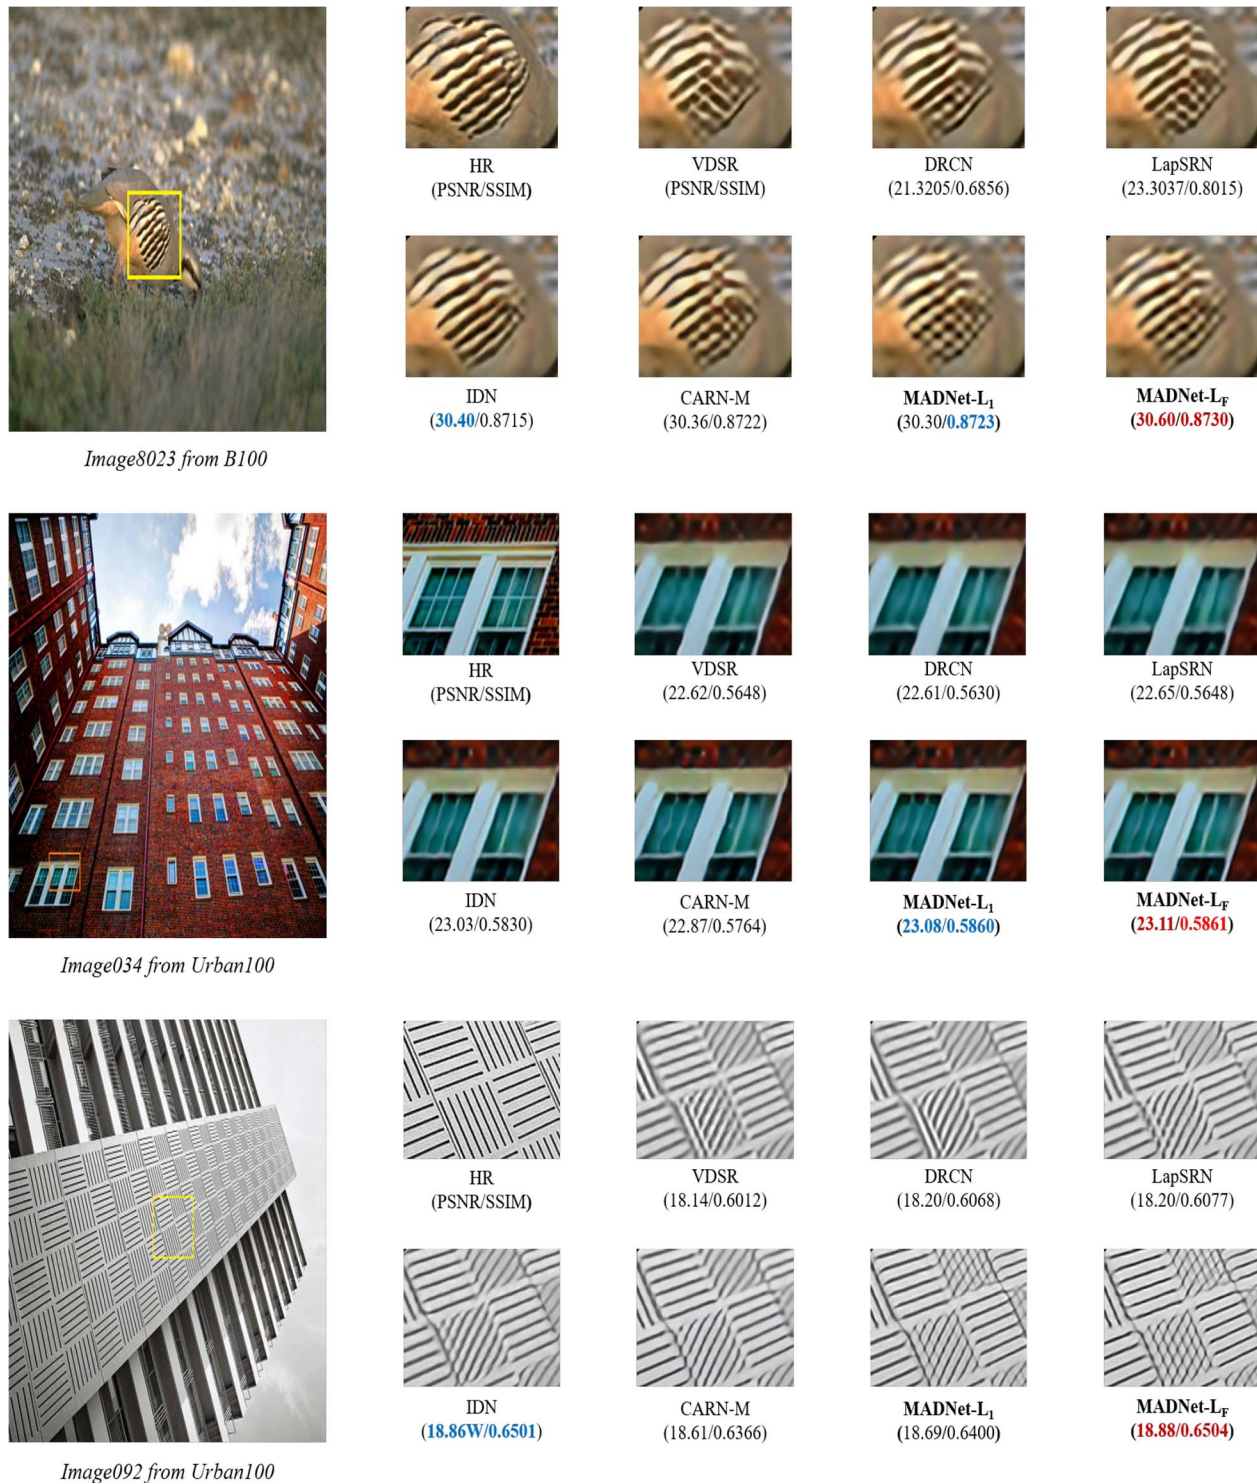 HR
(PSNR/SSIM)
VDSR
(PSNR/SSIM)
DRCN
(21.3205/0.6856)
LapSRN
(23.3037/0.8015)
IDN
(30.40/0.8715)
CARN-M
(30.36/0.8722)
MADNet-L₁
(30.30/0.8723)
MADNet-L_F
(30.60/0.8730)
Image8023 from B100
HR
(PSNR/SSIM)
VDSR
(22.62/0.5648)
DRCN
(22.61/0.5630)
LapSRN
(22.65/0.5648)
IDN
(23.03/0.5830)
CARN-M
(22.87/0.5764)
MADNet-L₁
(23.08/0.5860)
MADNet-L_F
(23.11/0.5861)
Image034 from Urban100
HR
(PSNR/SSIM)
VDSR
(18.14/0.6012)
DRCN
(18.20/0.6068)
LapSRN
(18.20/0.6077)
IDN
(18.86W/0.6501)
CARN-M
(18.61/0.6366)
MADNet-L₁
(18.69/0.6400)
MADNet-L_F
(18.88/0.6504)
Image092 from Urban100